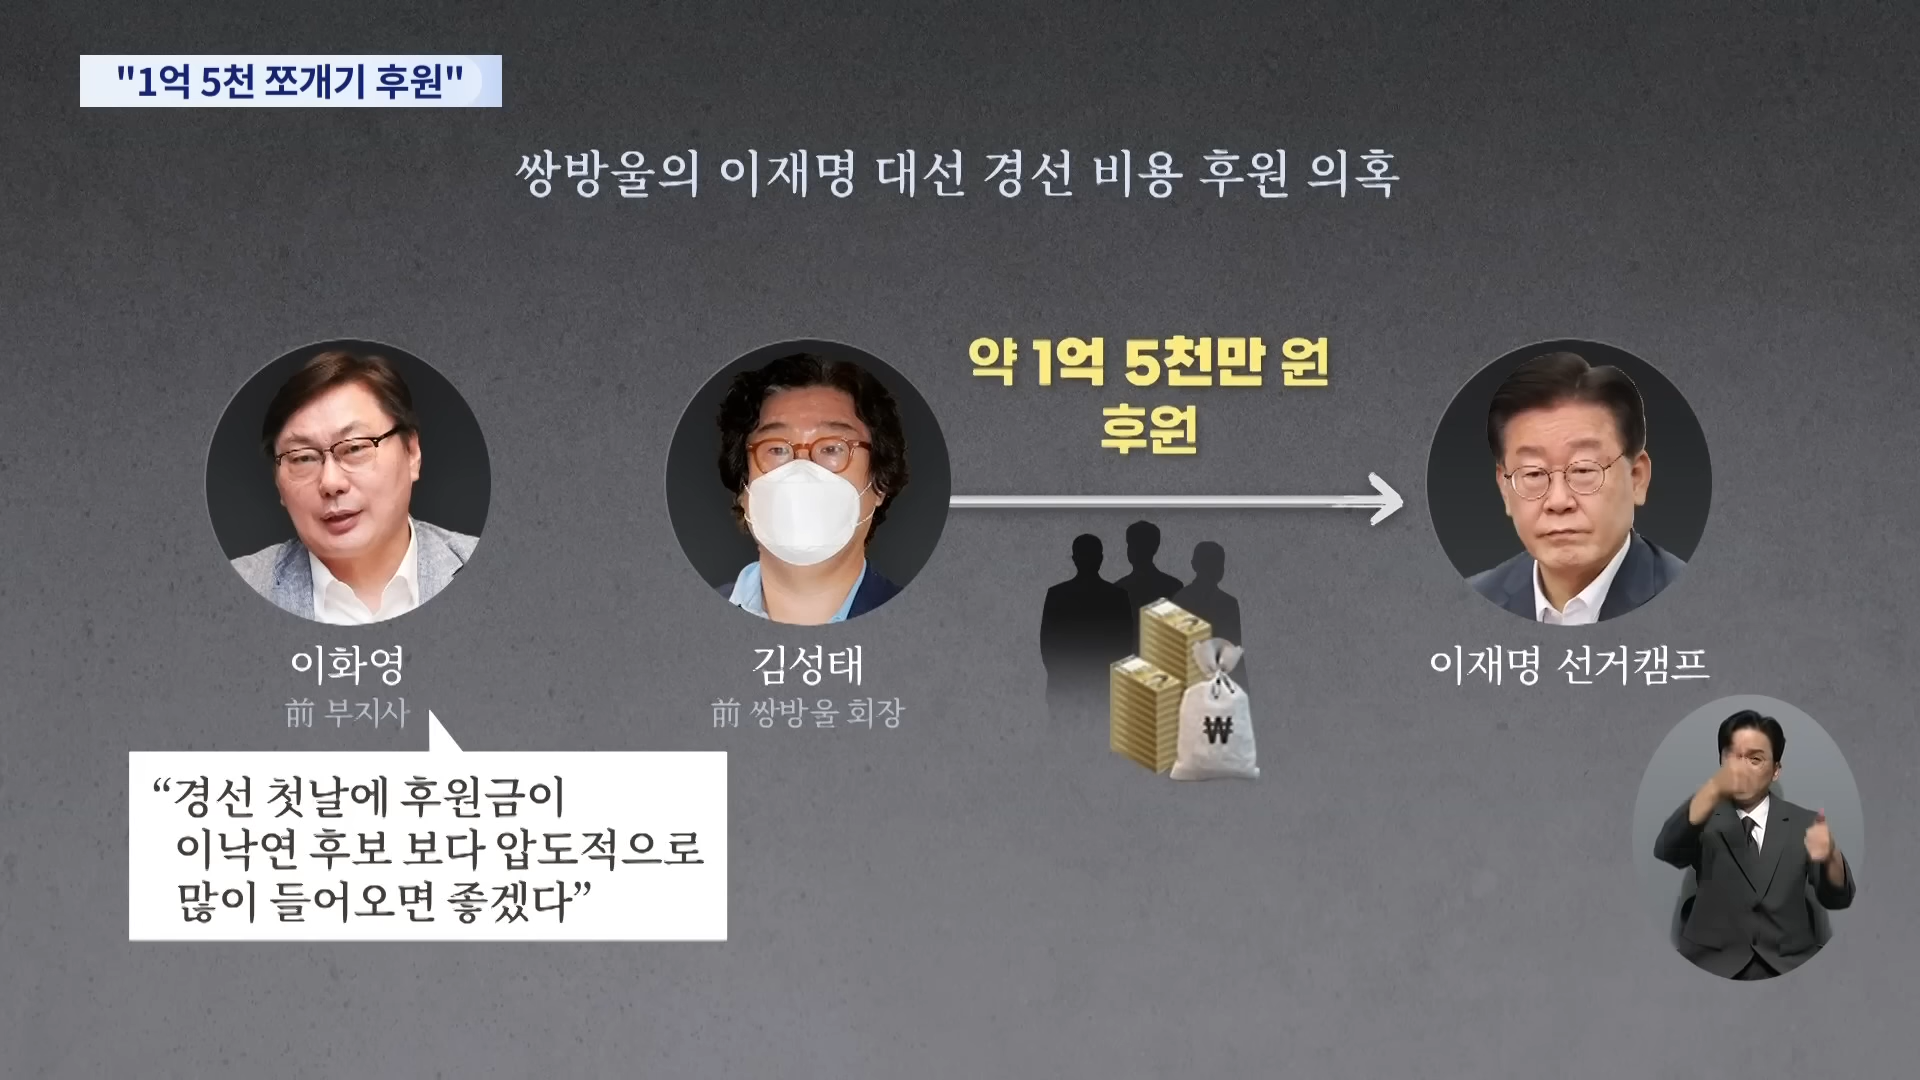 "1억 5천 쪼개기 후원"
쌍방울의 이재명 대선 경선 비용 후원 의혹
약 1억 5천만 원
후원
이화영
前 부지사
김성태
前 쌍방울 회장
이재명 선거캠프
₩
“경선 첫날에 후원금이
이낙연 후보 보다 압도적으로
많이 들어오면 좋겠다”